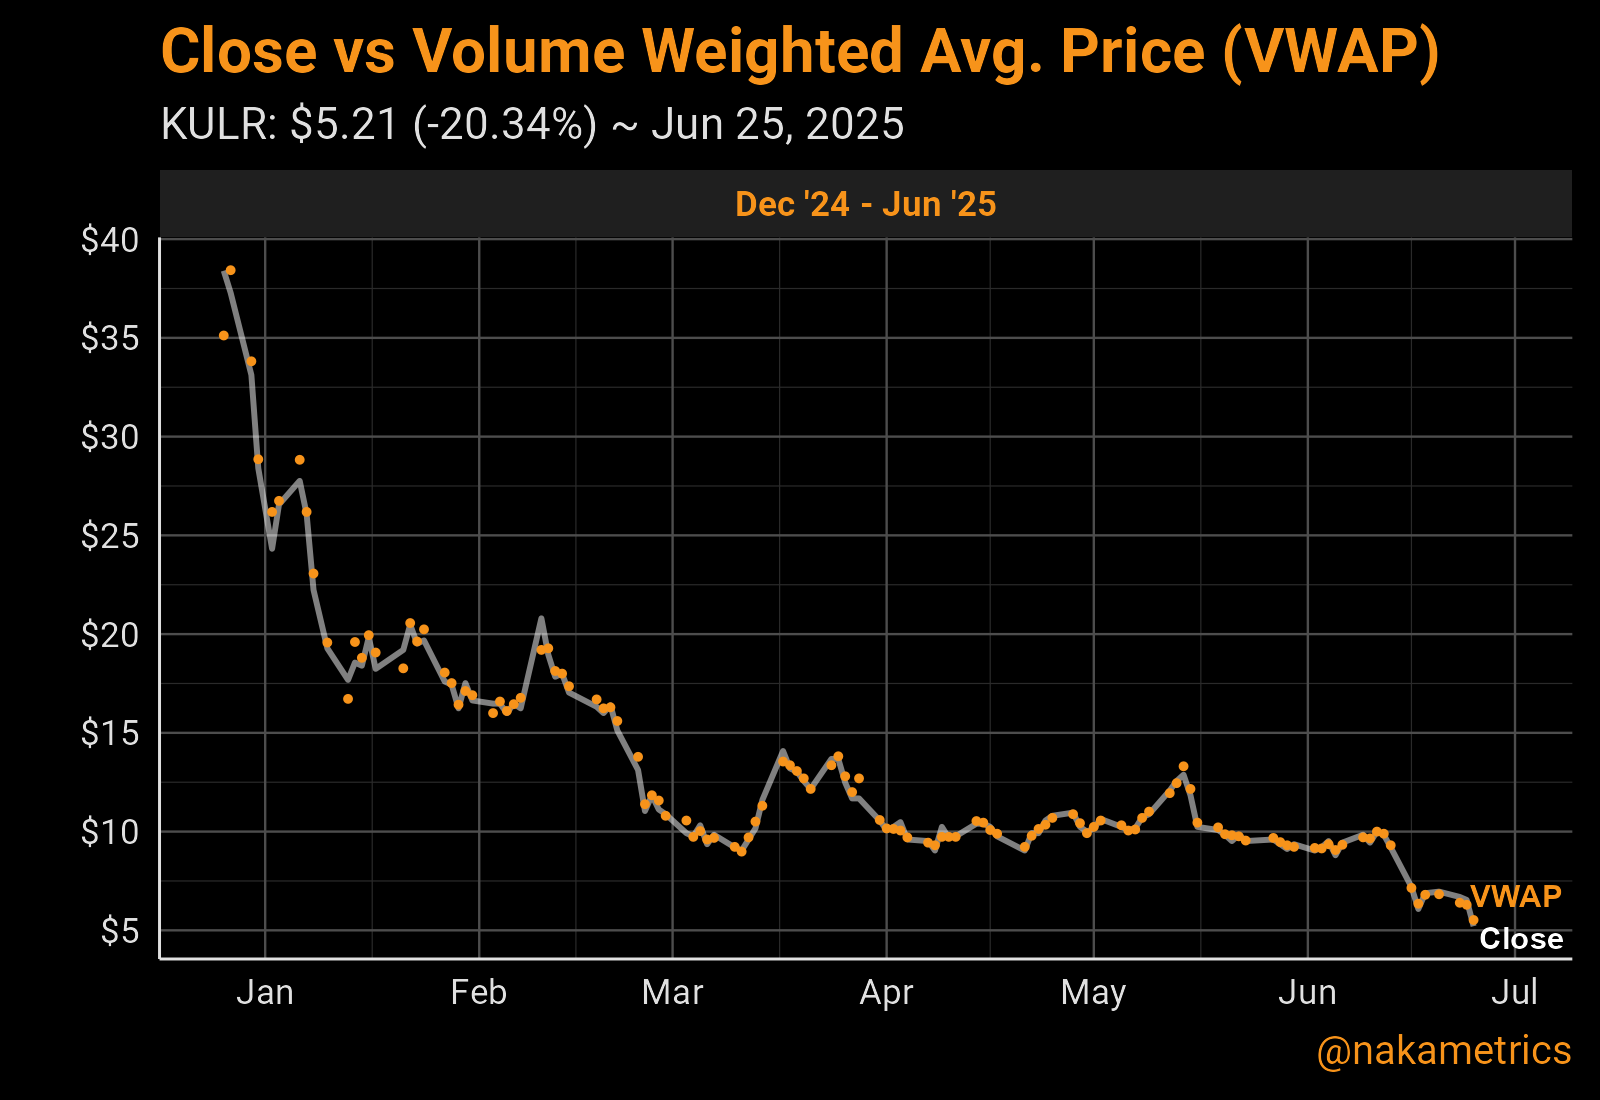 Close vs Volume Weighted Avg. Price (VWAP)
KULR: $5.21 (-20.34%) ~ Jun 25, 2025
Dec '24 - Jun '25
$40
$35
$30
$25
$20
$15
$10
$5
VWAP
Close
Jan Feb Mar Apr May Jun Jul
@nakametrics